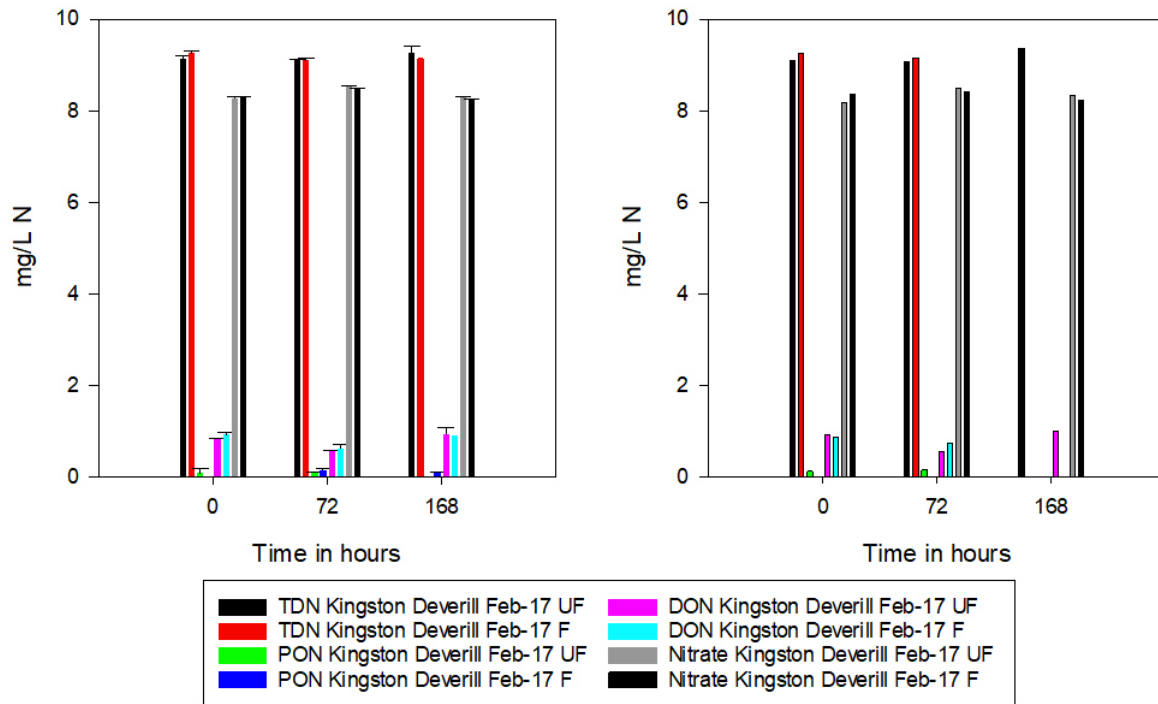 10
8
6
4
2
0
mg/L N
0 72 168
Time in hours
10
8
6
4
2
0
mg/L N
0 72 168
Time in hours
TDN Kingston Deverill Feb-17 UF
TDN Kingston Deverill Feb-17 F
PON Kingston Deverill Feb-17 UF
PON Kingston Deverill Feb-17 F
DON Kingston Deverill Feb-17 UF
DON Kingston Deverill Feb-17 F
Nitrate Kingston Deverill Feb-17 UF
Nitrate Kingston Deverill Feb-17 F